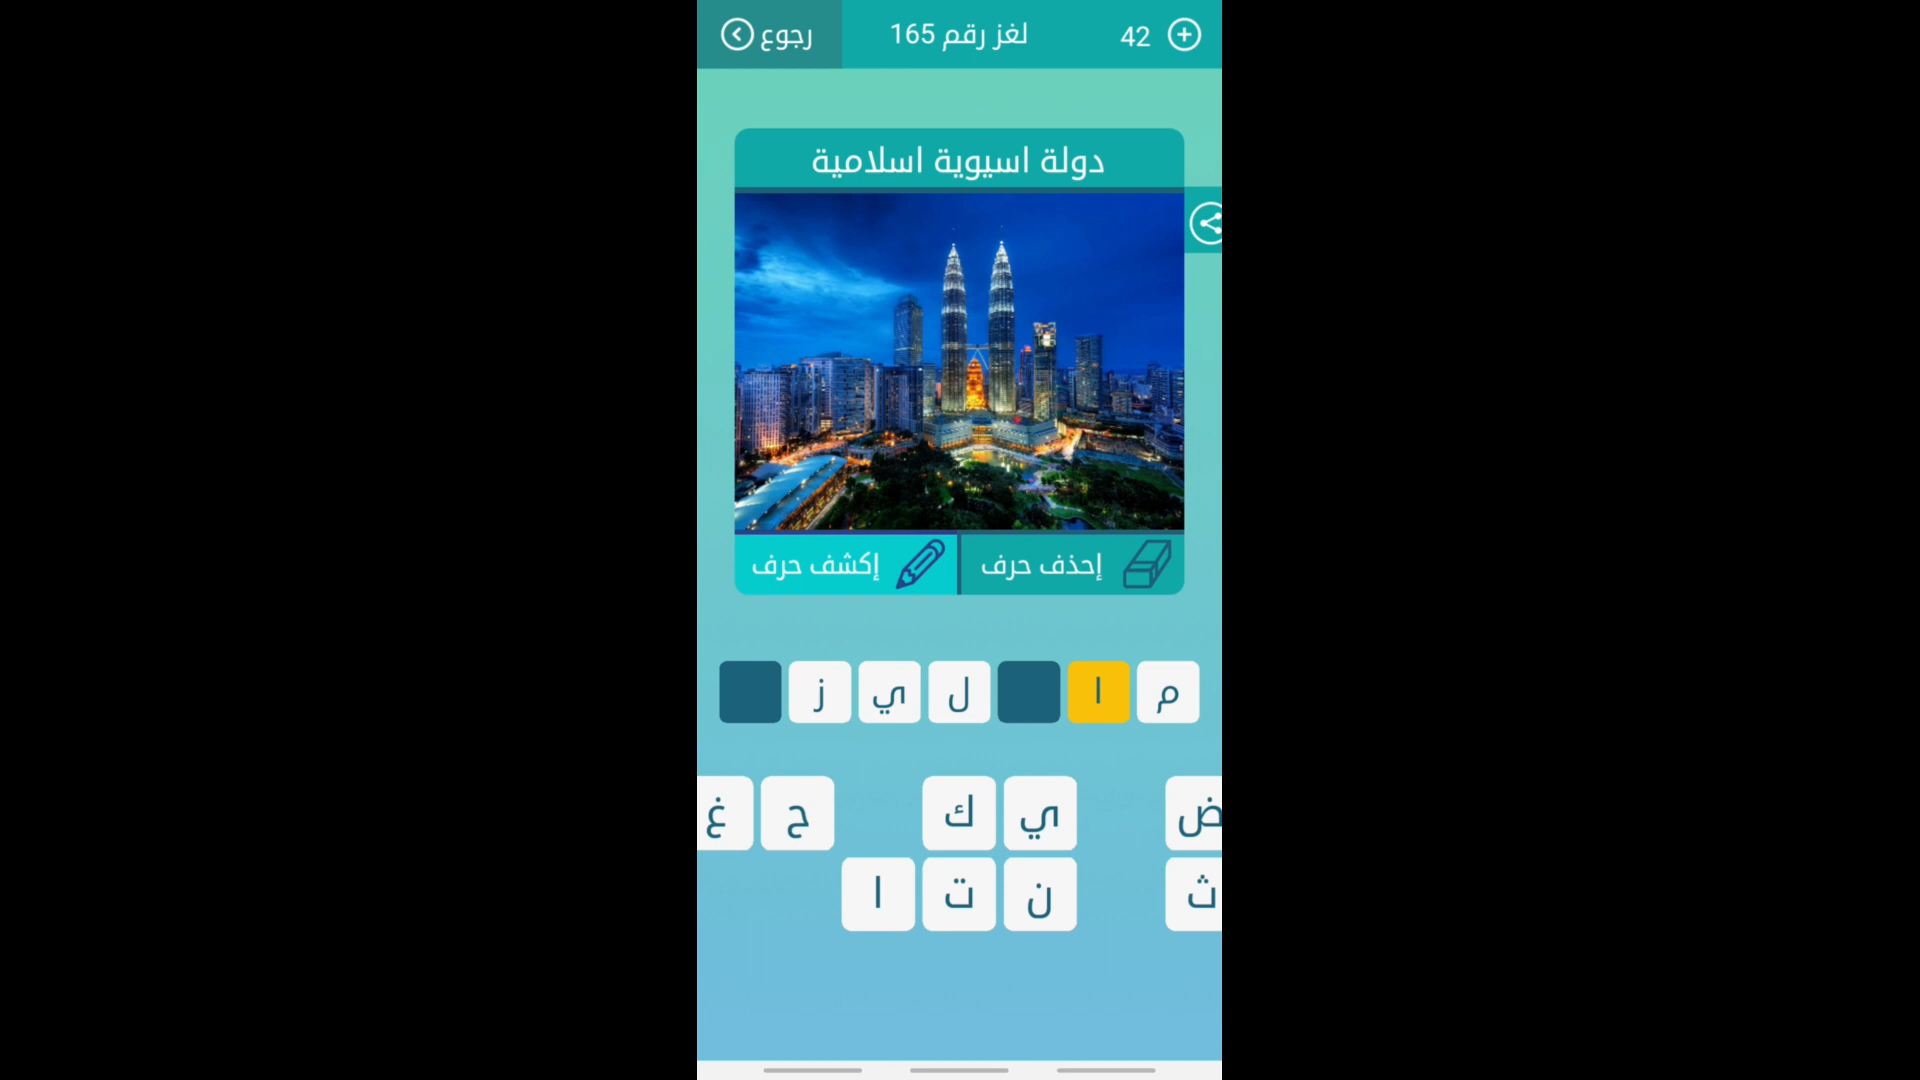 42 لغز رقم 165 رجوع
دولة اسيوية اسلامية
إحذف حرف إكشف حرف
م ا ل ي ز
ض ي ك ح غ
ث ن ت ا